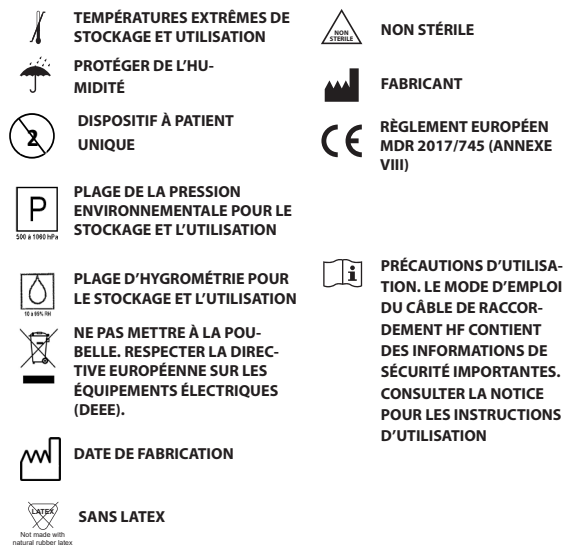 TEMPÉRATURES EXTRÊMES DE
STOCKAGE ET UTILISATION
PROTÉGER DE L'HU-
MIDITÉ
2
DISPOSITIF À PATIENT
UNIQUE
P
500 à 1060 hPa
PLAGE DE LA PRESSION
ENVIRONNEMENTALE POUR LE
STOCKAGE ET L'UTILISATION
10 à 95% RH
PLAGE D'HYGROMÉTRIE POUR
LE STOCKAGE ET L'UTILISATION
NE PAS METTRE À LA POU-
BELLE. RESPECTER LA DIREC-
TIVE EUROPÉENNE SUR LES
ÉQUIPEMENTS ÉLECTRIQUES
(DEEE).
DATE DE FABRICATION
LATEX
Not made with
natural rubber latex
SANS LATEX
NON
STERILE
NON STÉRILE
FABRICANT
CE
RÈGLEMENT EUROPÉEN
MDR 2017/745 (ANNEXE
VIII)
i
PRÉCAUTIONS D'UTILISA-
TION. LE MODE D'EMPLOI
DU CÂBLE DE RACCOR-
DEMENT HF CONTIENT
DES INFORMATIONS DE
SÉCURITÉ IMPORTANTES.
CONSULTER LA NOTICE
POUR LES INSTRUCTIONS
D'UTILISATION